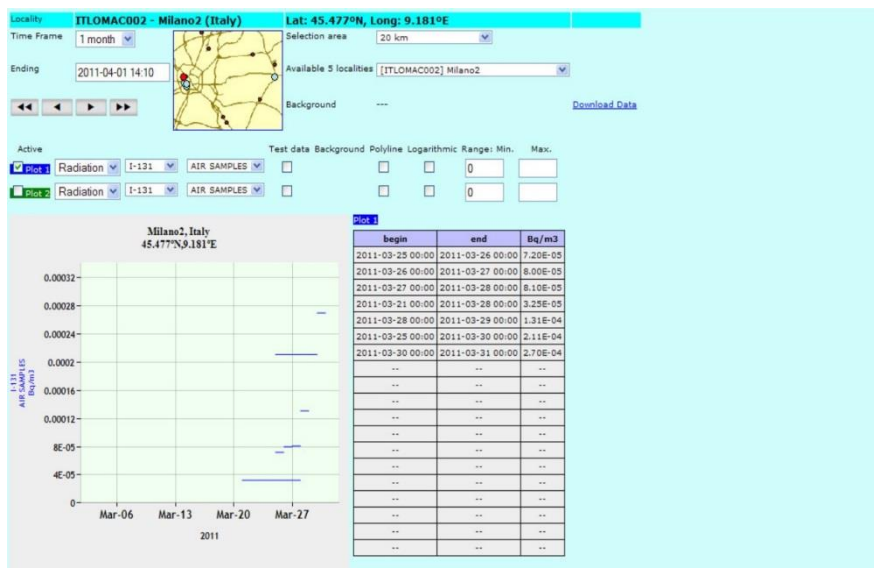 Locality ITLOMAC002 - Milano2 (Italy) Lat: 45.477ºN, Long: 9.181ºE
Time Frame 1 month Selection area 20 km
Ending 2011-04-01 14:10 Available 5 localities [ITLOMAC002] Milano2
Background --- Download Data
Active Test data Background Polyline Logarithmic Range: Min. Max.
Plot 1 Radiation I-131 AIR SAMPLES 0
Plot 2 Radiation I-131 AIR SAMPLES 0
Milano2, Italy
45.477ºN,9.181ºE
0.00032
0.00028
0.00024
0.0002
0.00016
0.00012
8E-05
4E-05
0
I-131
AIR SAMPLES
Bq/m3
Mar-06 Mar-13 Mar-20 Mar-27
2011
Plot 1
begin end Bq/m3
2011-03-25 00:00 2011-03-26 00:00 7.20E-05
2011-03-26 00:00 2011-03-27 00:00 8.00E-05
2011-03-27 00:00 2011-03-28 00:00 8.10E-05
2011-03-21 00:00 2011-03-28 00:00 3.25E-05
2011-03-28 00:00 2011-03-29 00:00 1.31E-04
2011-03-25 00:00 2011-03-30 00:00 2.11E-04
2011-03-30 00:00 2011-03-31 00:00 2.70E-04
-- -- --
-- -- --
-- -- --
-- -- --
-- -- --
-- -- --
-- -- --
-- -- --
-- -- --
-- -- --
-- -- --
-- -- --